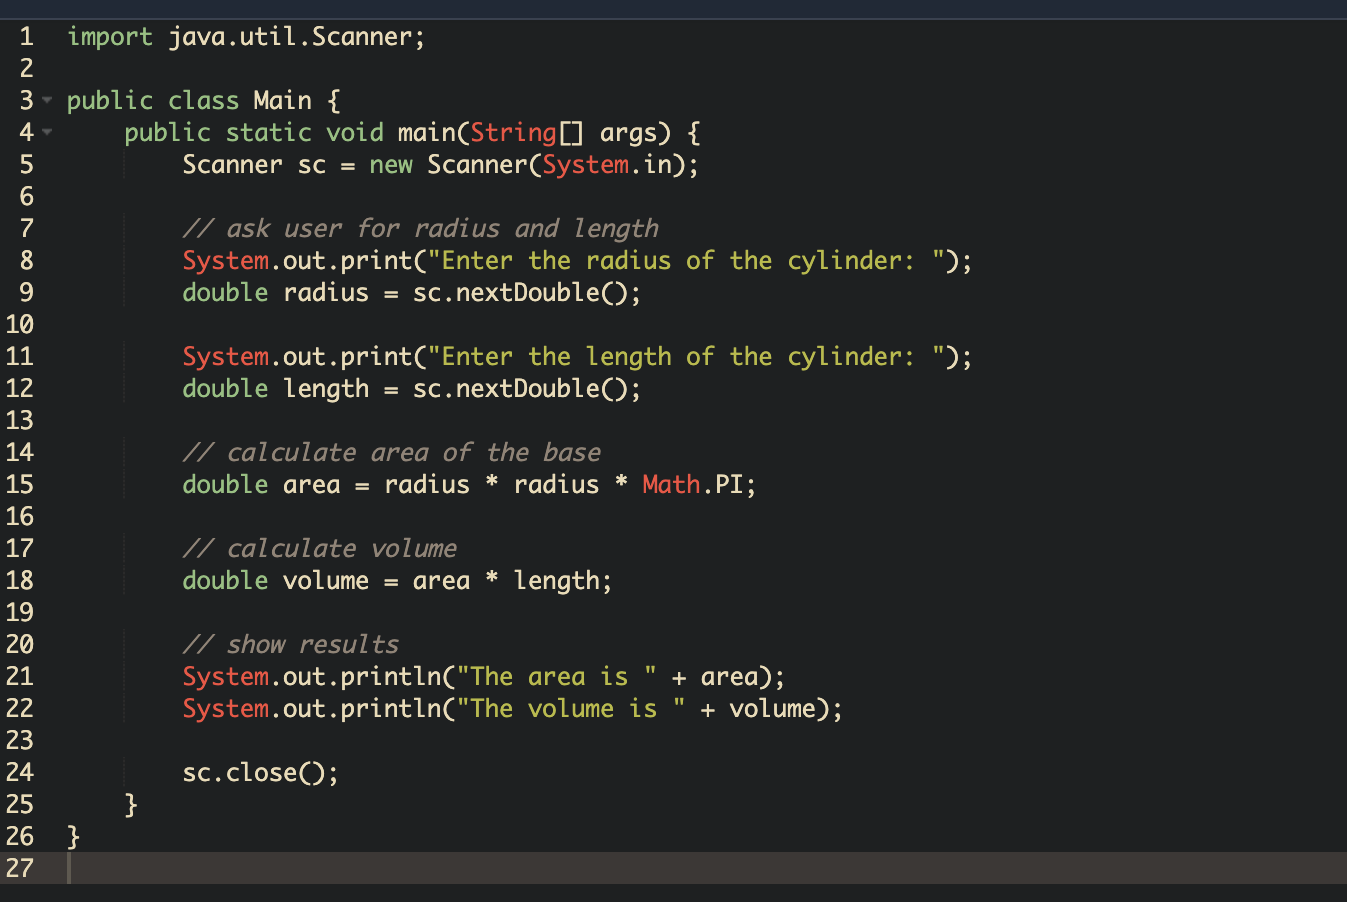 1 import java.util.Scanner;
2
3 public class Main {
4     public static void main(String[] args) {
5         Scanner sc = new Scanner(System.in);
6
7         // ask user for radius and length
8         System.out.print("Enter the radius of the cylinder: ");
9         double radius = sc.nextDouble();
10
11         System.out.print("Enter the length of the cylinder: ");
12         double length = sc.nextDouble();
13
14         // calculate area of the base
15         double area = radius * radius * Math.PI;
16
17         // calculate volume
18         double volume = area * length;
19
20         // show results
21         System.out.println("The area is " + area);
22         System.out.println("The volume is " + volume);
23
24         sc.close();
25     }
26 }
27